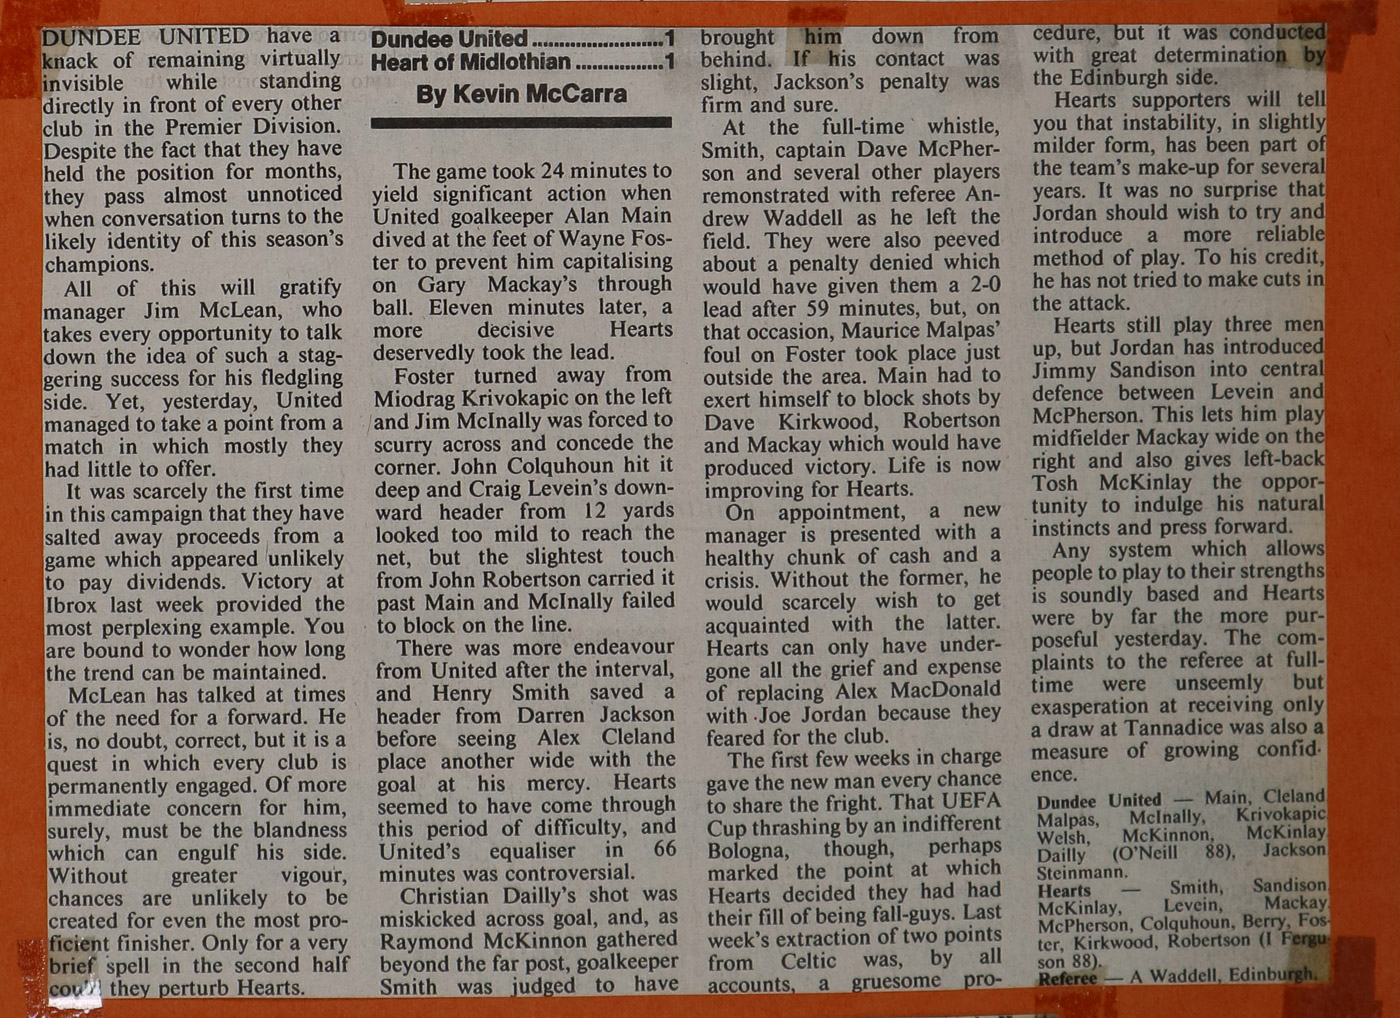 DUNDEE UNITED have a
knack of remaining virtually
invisible while standing
directly in front of every other
club in the Premier Division.
Despite the fact that they have
held the position for months,
they pass almost unnoticed
when conversation turns to the
likely identity of this season's
champions.
All of this will gratify
manager Jim McLean, who
takes every opportunity to talk
down the idea of such a stag-
gering success for his fledgling
side. Yet, yesterday, United
managed to take a point from a
match in which mostly they
had little to offer.
It was scarcely the first time
in this campaign that they have
salted away proceeds from a
game which appeared unlikely
to pay dividends. Victory at
Ibrox last week provided the
most perplexing example. You
are bound to wonder how long
the trend can be maintained.
McLean has talked at times
of the need for a forward. He
is, no doubt, correct, but it is a
quest in which every club is
permanently engaged. Of more
immediate concern for him,
surely, must be the blandness
which can engulf his side.
Without greater vigour,
chances are unlikely to be
created for even the most pro-
ficient finisher. Only for a very
brief spell in the second half
could they perturb Hearts.
Dundee United ........................1
Heart of Midlothian ................1
By Kevin McCarra
The game took 24 minutes to
yield significant action when
United goalkeeper Alan Main
dived at the feet of Wayne Fos-
ter to prevent him capitalising
on Gary Mackay's through
ball. Eleven minutes later, a
more decisive Hearts
deservedly took the lead.
Foster turned away from
Miodrag Krivokapic on the left
and Jim McInally was forced to
scurry across and concede the
corner. John Colquhoun hit it
deep and Craig Levein's down-
ward header from 12 yards
looked too mild to reach the
net, but the slightest touch
from John Robertson carried it
past Main and McInally failed
to block on the line.
There was more endeavour
from United after the interval,
and Henry Smith saved a
header from Darren Jackson
before seeing Alex Cleland
place another wide with the
goal at his mercy. Hearts
seemed to have come through
this period of difficulty, and
United's equaliser in 66
minutes was controversial.
Christian Dailly's shot was
miskicked across goal, and, as
Raymond McKinnon gathered
beyond the far post, goalkeeper
Smith was judged to have
brought him down from
behind. If his contact was
slight, Jackson's penalty was
firm and sure.
At the full-time whistle,
Smith, captain Dave McPher-
son and several other players
remonstrated with referee An-
drew Waddell as he left the
field. They were also peeved
about a penalty denied which
would have given them a 2-0
lead after 59 minutes, but, on
that occasion, Maurice Malpas'
foul on Foster took place just
outside the area. Main had to
exert himself to block shots by
Dave Kirkwood, Robertson
and Mackay which would have
produced victory. Life is now
improving for Hearts.
On appointment, a new
manager is presented with a
healthy chunk of cash and a
crisis. Without the former, he
would scarcely wish to get
acquainted with the latter.
Hearts can only have under-
gone all the grief and expense
of replacing Alex MacDonald
with Joe Jordan because they
feared for the club.
The first few weeks in charge
gave the new man every chance
to share the fright. That UEFA
Cup thrashing by an indifferent
Bologna, though, perhaps
marked the point at which
Hearts decided they had had
their fill of being fall-guys. Last
week's extraction of two points
from Celtic was, by all
accounts, a gruesome pro-
cedure, but it was conducted
with great determination by
the Edinburgh side.
Hearts supporters will tell
you that instability, in slightly
milder form, has been part of
the team's make-up for several
years. It was no surprise that
Jordan should wish to try and
introduce a more reliable
method of play. To his credit,
he has not tried to make cuts in
the attack.
Hearts still play three men
up, but Jordan has introduced
Jimmy Sandison into central
defence between Levein and
McPherson. This lets him play
midfielder Mackay wide on the
right and also gives left-back
Tosh McKinlay the oppor-
tunity to indulge his natural
instincts and press forward.
Any system which allows
people to play to their strengths
is soundly based and Hearts
were by far the more pur-
poseful yesterday. The com-
plaints to the referee at full-
time were unseemly but
exasperation at receiving only
a draw at Tannadice was also a
measure of growing confid-
ence.
Dundee United — Main, Cleland
Malpas, McInally, Krivokapic
Welsh, McKinnon, McKinlay
Dailly (O'Neill 88), Jackson
Steinmann.
Hearts — Smith, Sandison
McKinlay, Levein, Mackay
McPherson, Colquhoun, Berry, Fos-
ter, Kirkwood, Robertson (I Fergu-
son 88).
Referee — A Waddell, Edinburgh.